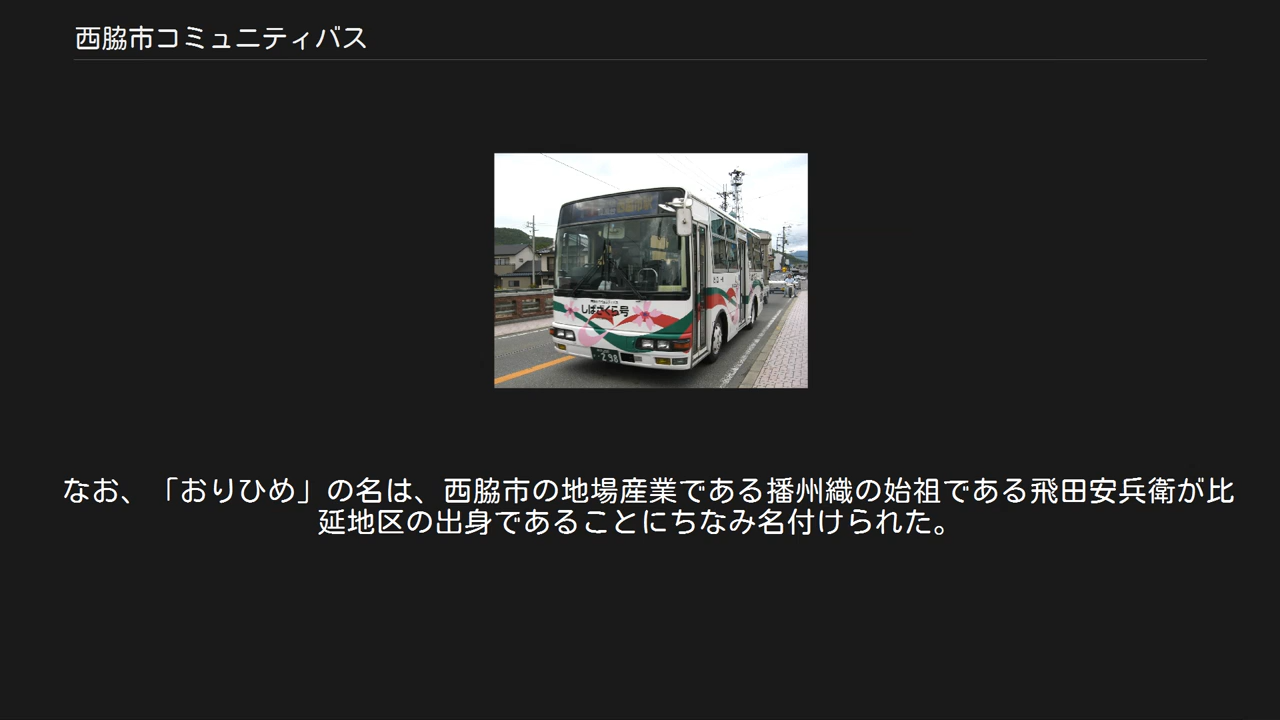 西脇市コミュニティバス
しばざくら号
298
なお、「おりひめ」の名は、西脇市の地場産業である播州織の始祖である飛田安兵衛が比
延地区の出身であることにちなみ名付けられた。